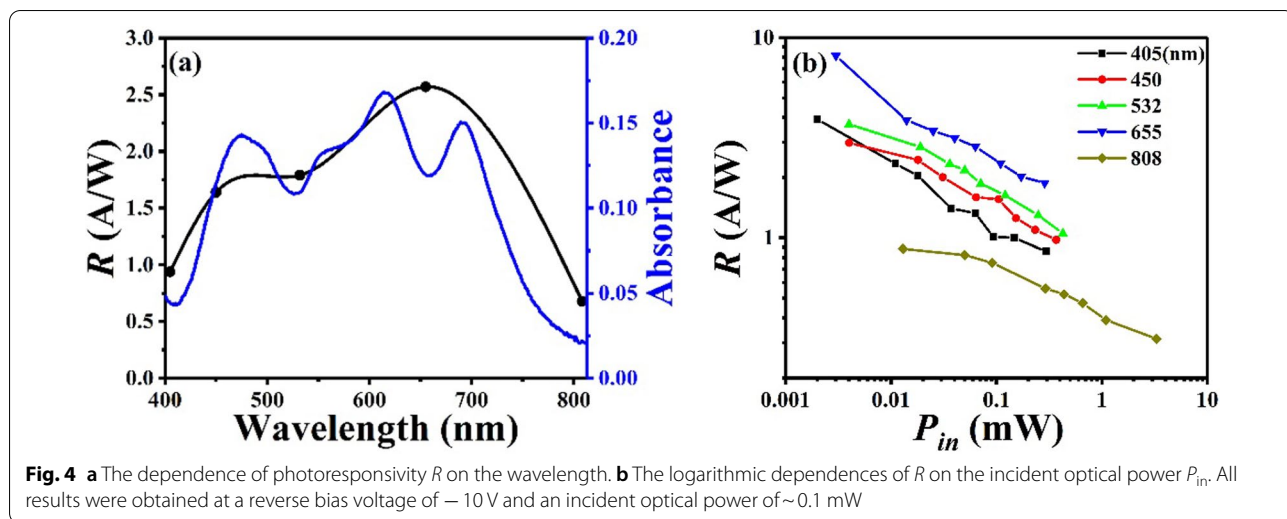 (a)
3.0
2.5
2.0
1.5
1.0
0.5
0.0
R (A/W)
0.20
0.15
0.10
0.05
0.00
Absorbance
400 500 600 700 800
Wavelength (nm)
(b)
10
1
R (A/W)
405(nm)
450
532
655
808
0.001 0.01 0.1 1 10
Pin (mW)
Fig. 4 a The dependence of photoresponsivity R on the wavelength. b The logarithmic dependences of R on the incident optical power Pin. All
results were obtained at a reverse bias voltage of − 10 V and an incident optical power of ~ 0.1 mW